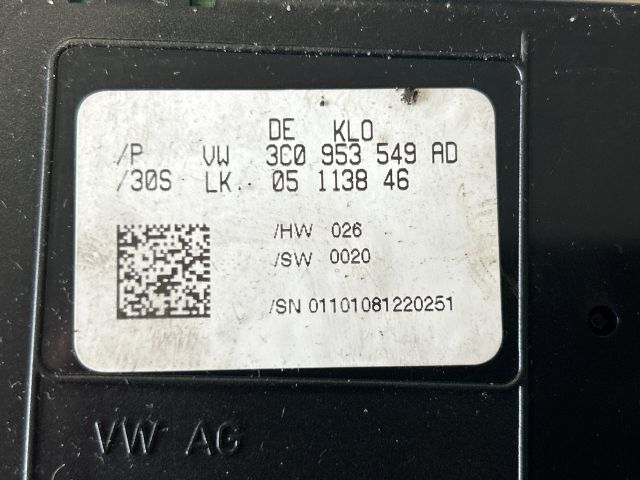 DE KLO
/P VW 3C0 953 549 AD
/30S LK. 05 1138 46
/HW 026
/SW 0020
/SN 01101081220251
VW AG